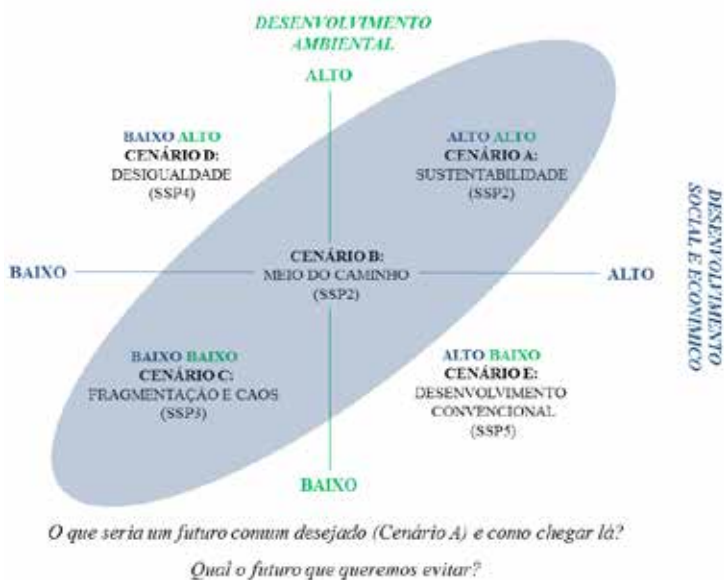 DESENVOLVIMENTO
AMBIENTAL
ALTO
BAIXO ALTO
CENÁRIO D:
DESIGUALDADE
(SSP4)
ALTO ALTO
CENÁRIO A:
SUSTENTABILIDADE
(SSP2)
BAIXO
CENÁRIO B:
MEIO DO CAMINHO
(SSP2)
ALTO
DESENVOLVIMENTO
SOCIAL E ECONIMICO
BAIXO BAIXO
CENÁRIO C:
FRAGMENTAÇÃO E CAOS
(SSP3)
ALTO BAIXO
CENÁRIO E:
DESENVOLVIMENTO
CONVENCIONAL
(SSP5)
BAIXO
O que seria um futuro comum desejado (Cenário A) e como chegar lá?
Qual o futuro que queremos evitar?